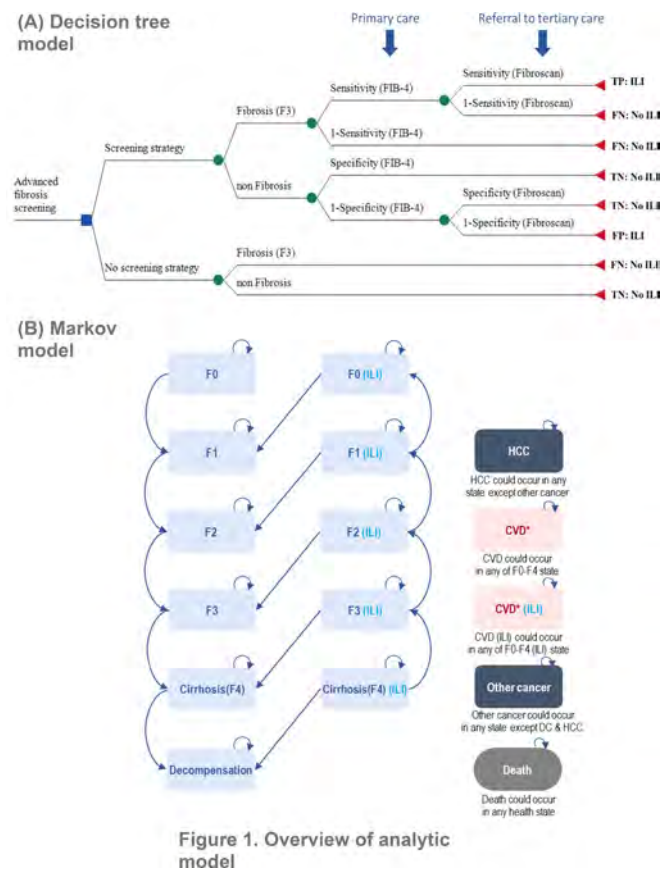 (A) Decision tree
model
Primary care
Referral to tertiary care
Sensitivity (Fibroscan)
TP: ILI
Sensitivity (FIB-4)
1-Sensitivity (Fibroscan)
FN: No ILI
Fibrosis (F3)
1-Sensitivity (FIB-4)
FN: No ILI
Screening strategy
Specificity (FIB-4)
TN: No ILI
non Fibrosis
Specificity (Fibroscan)
TN: No ILI
1-Specificity (FIB-4)
1-Specificity (Fibroscan)
FP: ILI
Advanced
fibrosis
screening
Fibrosis (F3)
FN: No ILI
No screening strategy
non Fibrosis
TN: No ILI
(B) Markov
model
F0
F0 (ILI)
F1
F1 (ILI)
HCC
HCC could occur in any
state except other cancer
F2
F2 (ILI)
CVD*
CVD could occur
in any of F0-F4 state
F3
F3 (ILI)
CVD* (ILI)
CVD (ILI) could occur
in any of F0-F4 (ILI) state
Cirrhosis(F4)
Cirrhosis(F4) (ILI)
Other cancer
Other cancer could occur
in any state except DC & HCC.
Decompensation
Death
Death could occur
in any health state
Figure 1. Overview of analytic
model